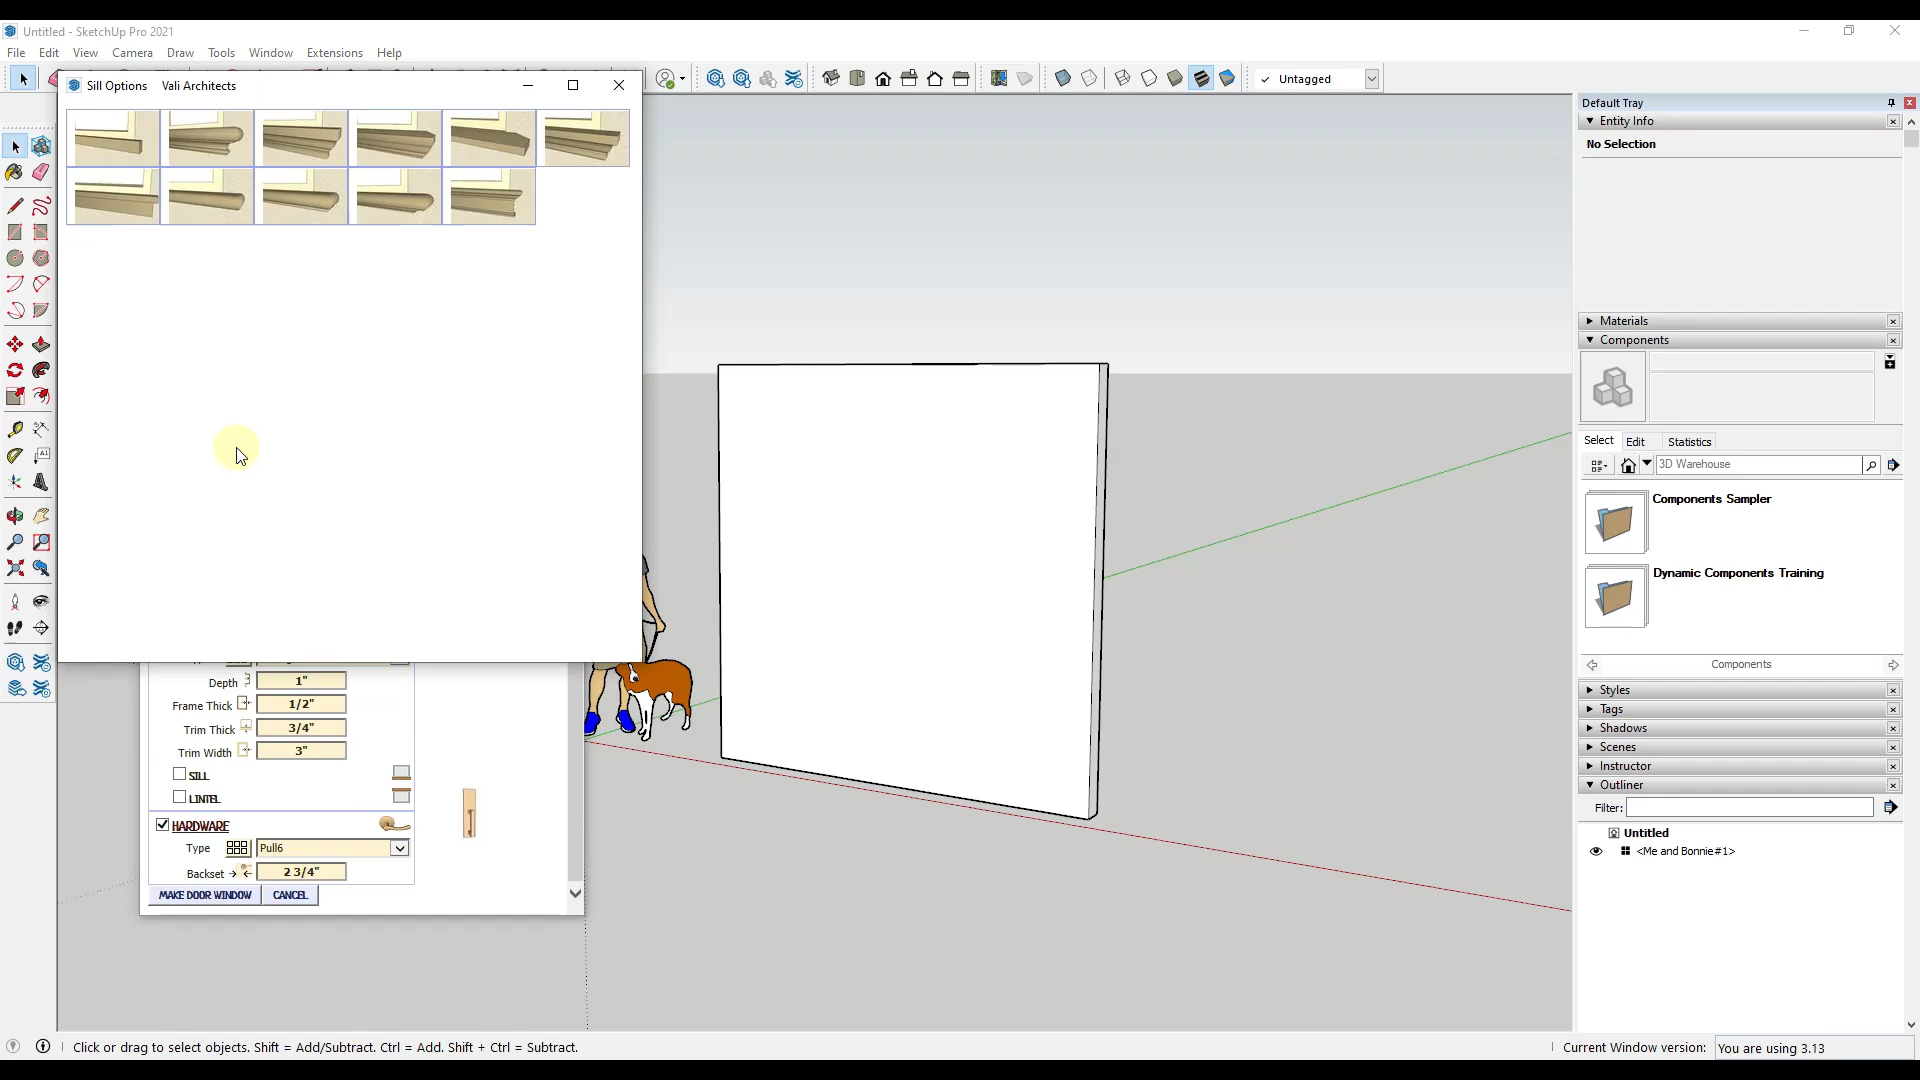 Untitled - SketchUp Pro 2021
File Edit View Camera Draw Tools Window Extensions Help
Sill Options Vali Architects
Untagged
Default Tray
Entity Info
No Selection
Materials
Components
Select Edit Statistics
3D Warehouse
Components Sampler
Dynamic Components Training
Components
Styles
Tags
Shadows
Scenes
Instructor
Outliner
Filter:
Untitled
<Me and Bonnie#1>
Depth 1"
Frame Thick 1/2"
Trim Thick 3/4"
Trim Width 3"
SILL
LINTEL
HARDWARE
Type Pull6
Backset 2 3/4"
MAKE DOOR WINDOW CANCEL
Click or drag to select objects. Shift = Add/Subtract. Ctrl = Add. Shift + Ctrl = Subtract.
Current Window version: You are using 3.13